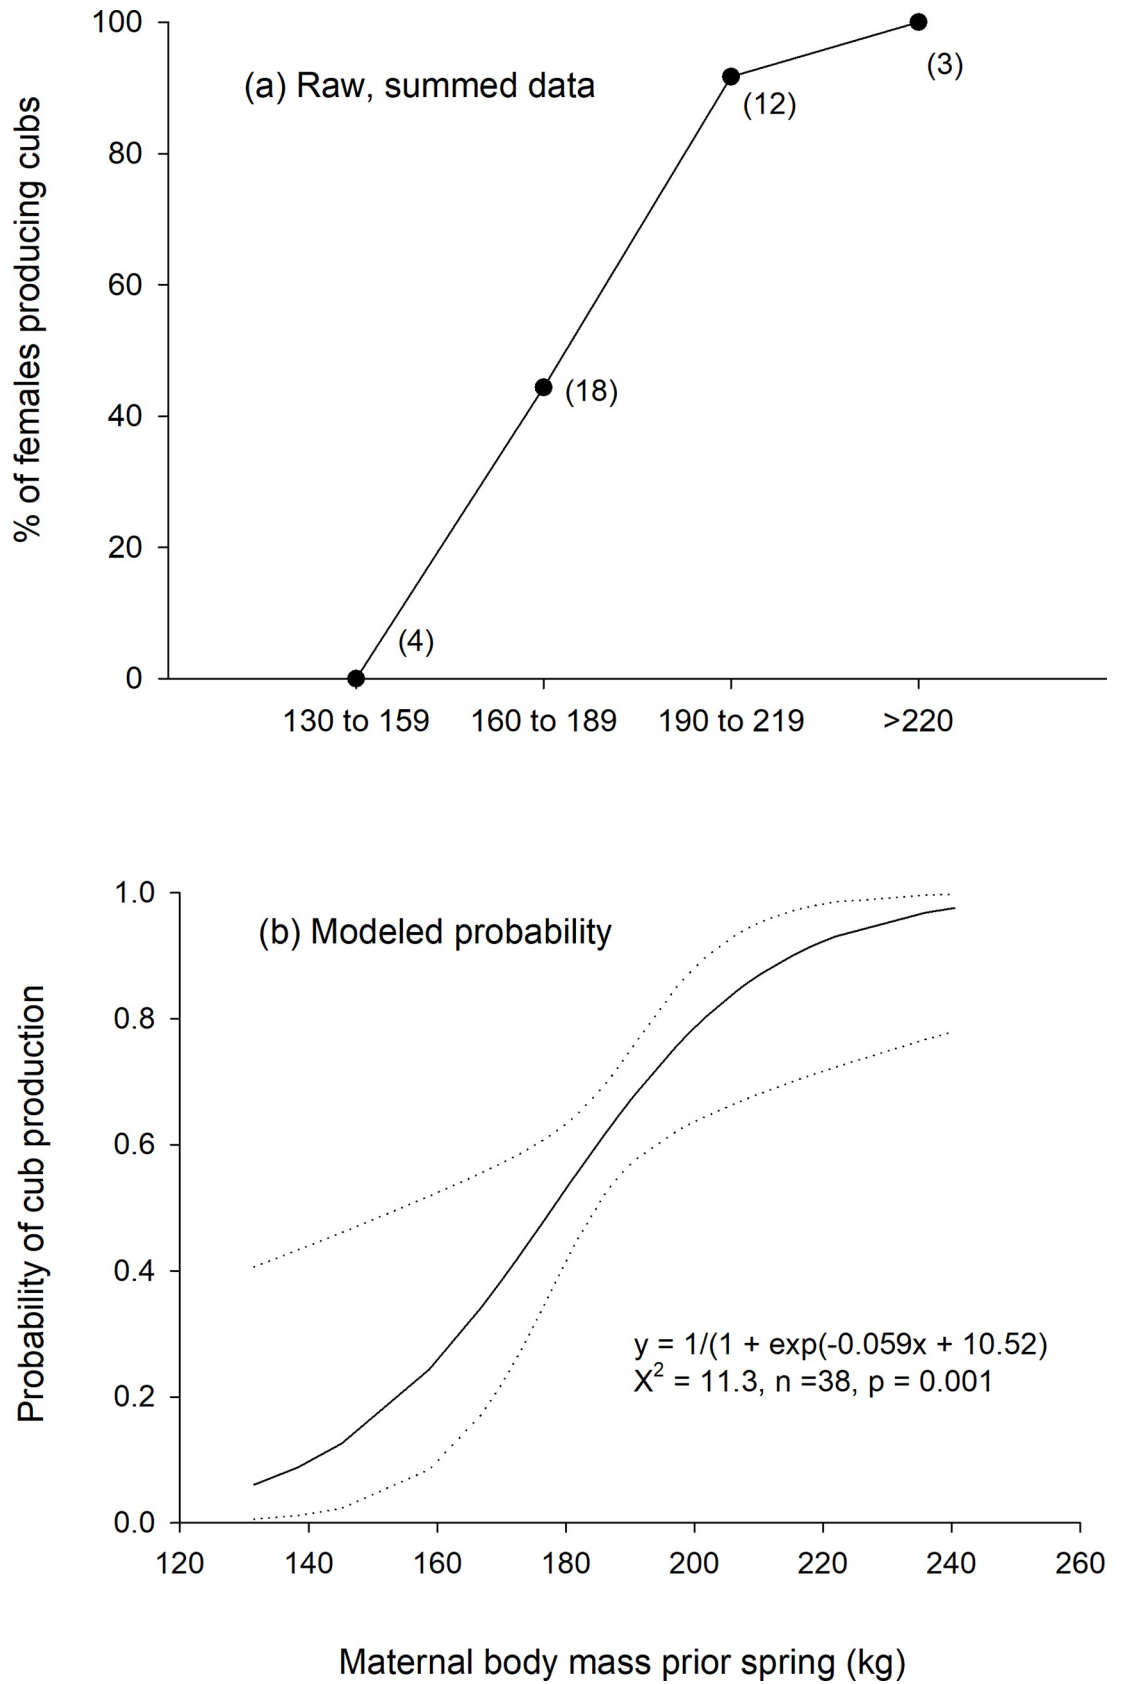 100
(a) Raw, summed data
(3)
(12)
80
60
(18)
40
20
(4)
0
% of females producing cubs
130 to 159
160 to 189
190 to 219
>220
1.0
(b) Modeled probability
0.8
0.6
0.4
y = 1/(1 + exp(-0.059x + 10.52)
X² = 11.3, n =38, p = 0.001
0.2
0.0
Probability of cub production
120
140
160
180
200
220
240
260
Maternal body mass prior spring (kg)